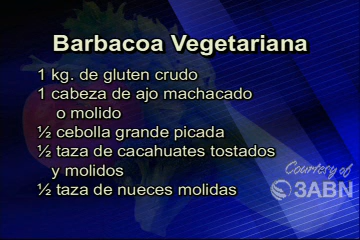 Barbacoa Vegetariana
1 kg. de gluten crudo
1 cabeza de ajo machacado
o molido
½ cebolla grande picada
½ taza de cacahuates tostados
y molidos
½ taza de nueces molidas
Courtesy of
3ABN